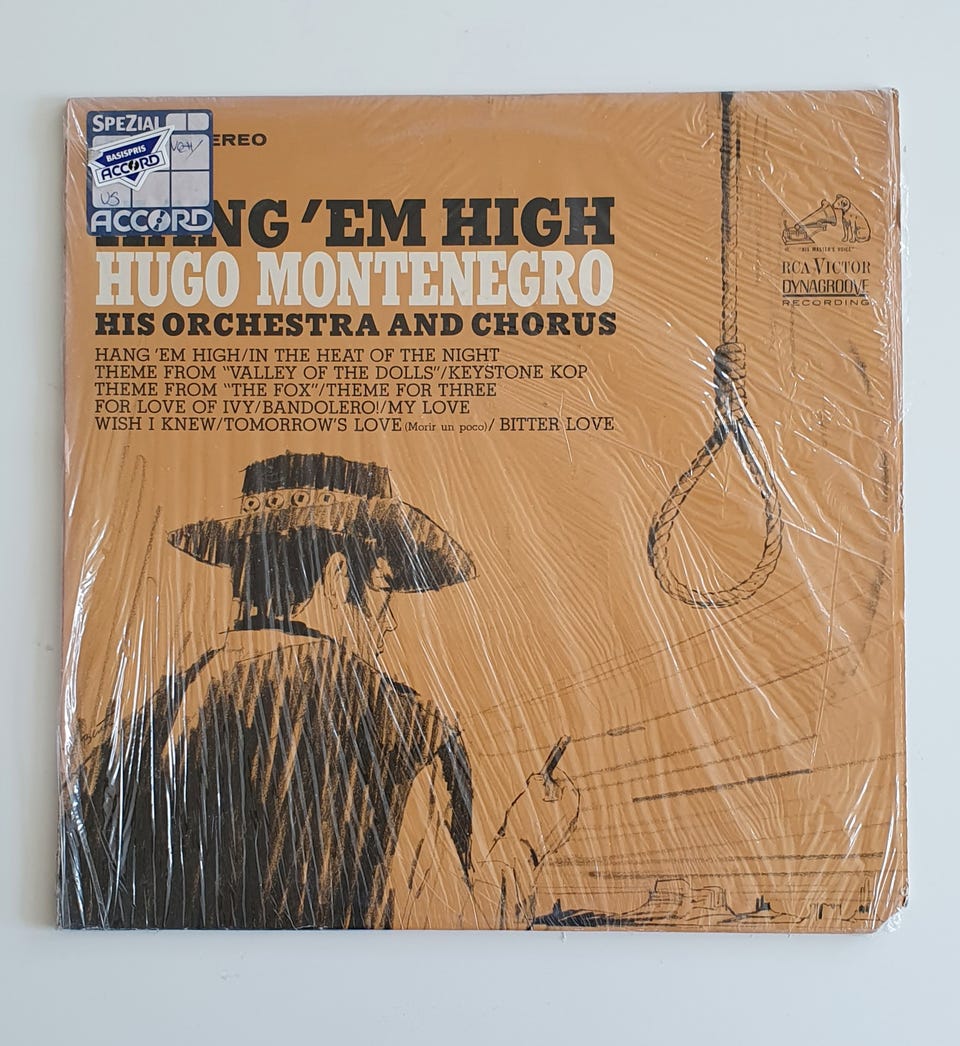 SPEZIAL
BASISPRIS
ACCORD
US
ACCORD
EREO
HANG 'EM HIGH
HUGO MONTENEGRO
HIS ORCHESTRA AND CHORUS
HANG 'EM HIGH/IN THE HEAT OF THE NIGHT
THEME FROM "VALLEY OF THE DOLLS"/KEYSTONE KOP
THEME FROM "THE FOX"/THEME FOR THREE
FOR LOVE OF IVY/BANDOLERO!/MY LOVE
WISH I KNEW/TOMORROW'S LOVE (Morir un poco)/ BITTER LOVE
"HIS MASTER'S VOICE"
RCA VICTOR
DYNAGROOVE
RECORDING